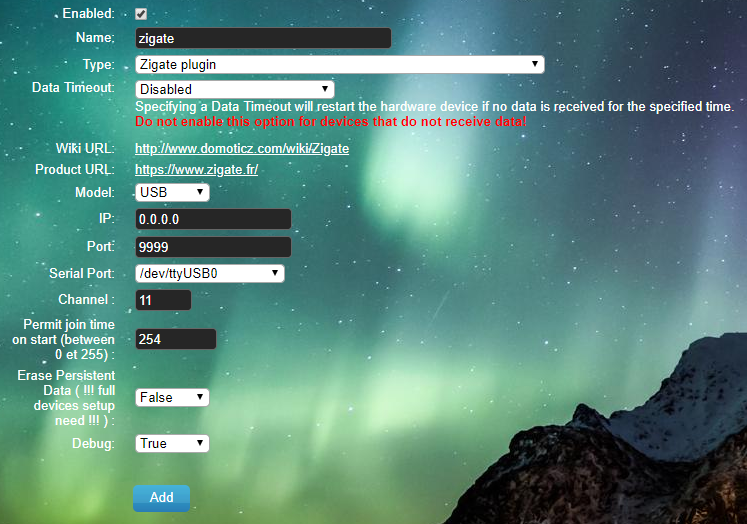 Enabled:
Name: zigate
Type: Zigate plugin
Data Timeout: Disabled
Specifying a Data Timeout will restart the hardware device if no data is received for the specified time.
Do not enable this option for devices that do not receive data!
Wiki URL: http://www.domoticz.com/wiki/Zigate
Product URL: https://www.zigate.fr/
Model: USB
IP: 0.0.0.0
Port: 9999
Serial Port: /dev/ttyUSB0
Channel : 11
Permit join time
on start (between
0 et 255) : 254
Erase Persistent
Data ( !!! full
devices setup
need !!! ) : False
Debug: True
Add